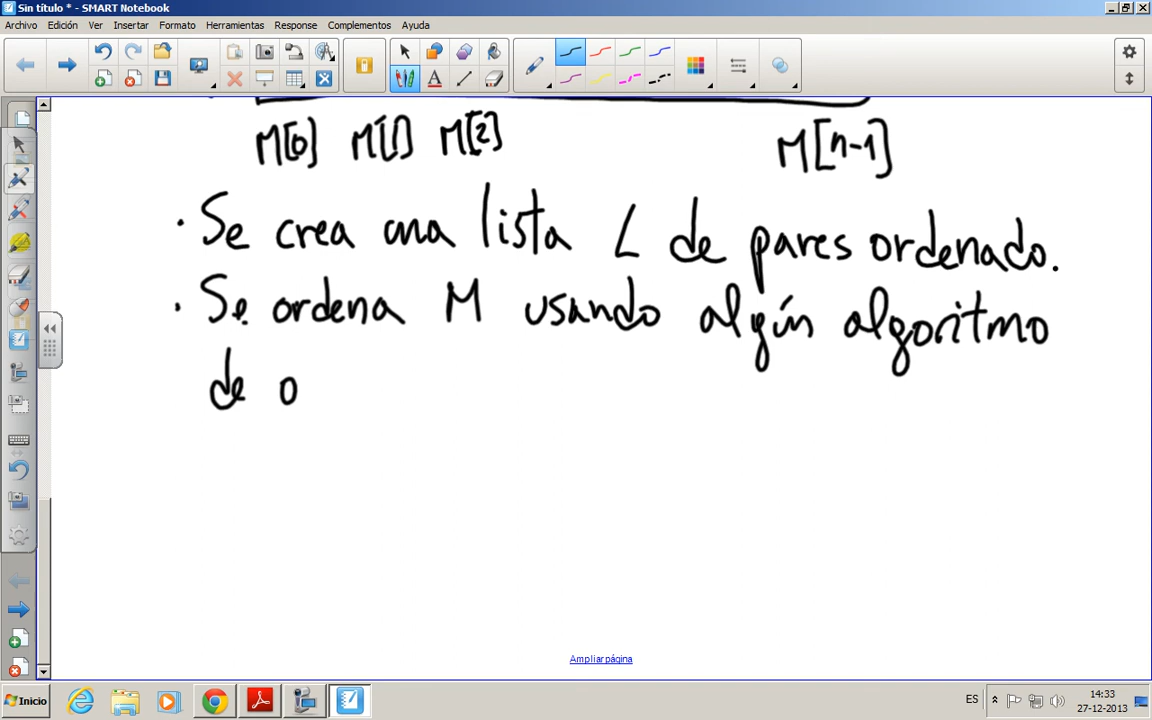 Sin título * - SMART Notebook
Archivo Edición Ver Insertar Formato Herramientas Response Complementos Ayuda
M[0] M[1] M[2] M[n-1]
· Se crea una lista L de pares ordenado.
· Se ordena M usando algún algoritmo
de o
Ampliar página
Inicio
ES
14:33
27-12-2013